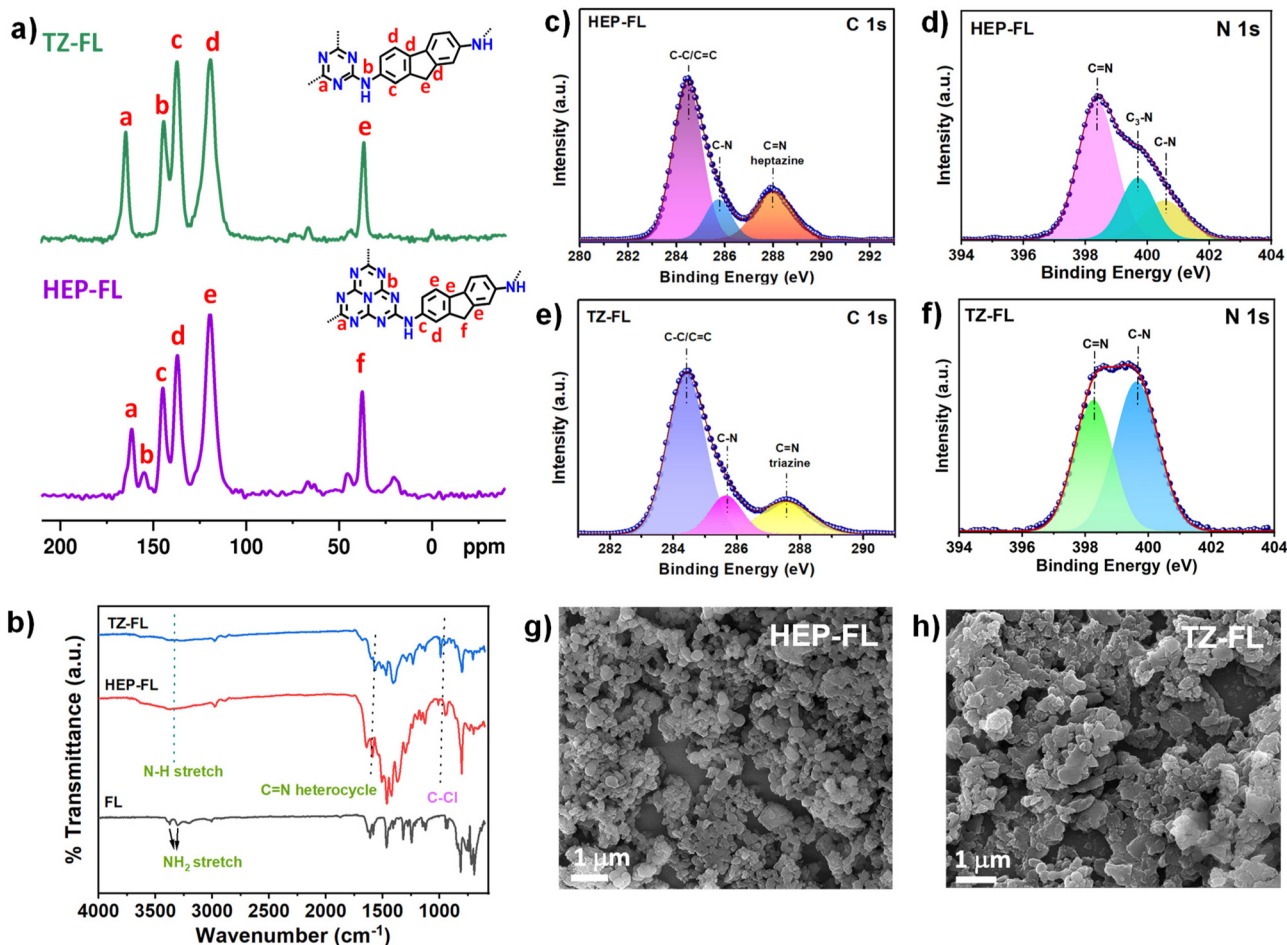 a)
TZ-FL
a
b
c
d
e
N
N
N
a
b
N
H
c
d
d
d
e
NH
HEP-FL
a
b
c
d
e
f
N
N
b
N
N
N
N
N
a
N
H
c
d
e
e
e
f
NH
210 150 100 50 0 ppm
b)
TZ-FL
HEP-FL
N-H stretch
C=N heterocycle
C-Cl
FL
NH2 stretch
% Transmittance (a.u.)
4000 3500 3000 2500 2000 1500 1000
Wavenumber (cm-1)
c)
HEP-FL
C 1s
C-C/C=C
C-N
C=N
heptazine
Intensity (a.u.)
280 282 284 286 288 290 292
Binding Energy (eV)
d)
HEP-FL
N 1s
C=N
C3-N
C-N
Intensity (a.u.)
394 396 398 400 402 404
Binding Energy (eV)
e)
TZ-FL
C 1s
C-C/C=C
C-N
C=N
triazine
Intensity (a.u.)
282 284 286 288 290
Binding Energy (eV)
f)
TZ-FL
N 1s
C=N
C-N
Intensity (a.u.)
394 396 398 400 402 404
Binding Energy (eV)
g)
HEP-FL
1 μm
h)
TZ-FL
1 μm